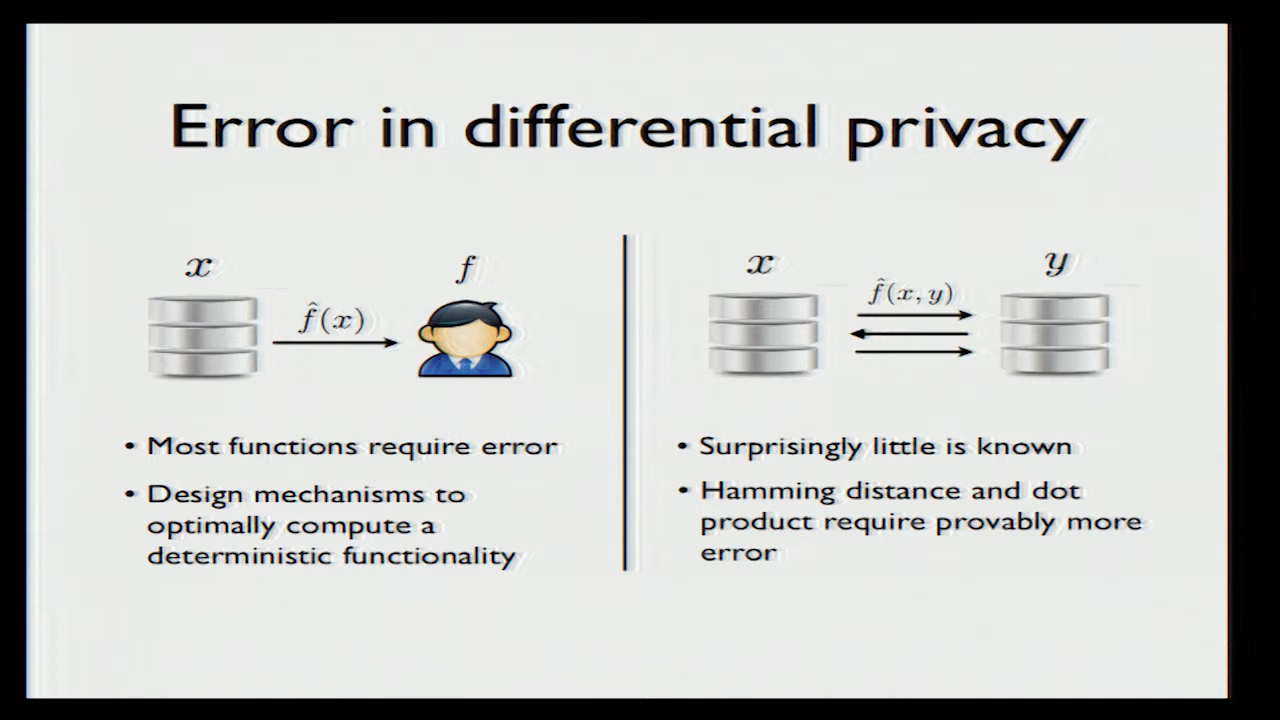 Error in differential privacy
x
f
f̂(x)
• Most functions require error
• Design mechanisms to
optimally compute a
deterministic functionality
x
y
f̂(x, y)
• Surprisingly little is known
• Hamming distance and dot
product require provably more
error